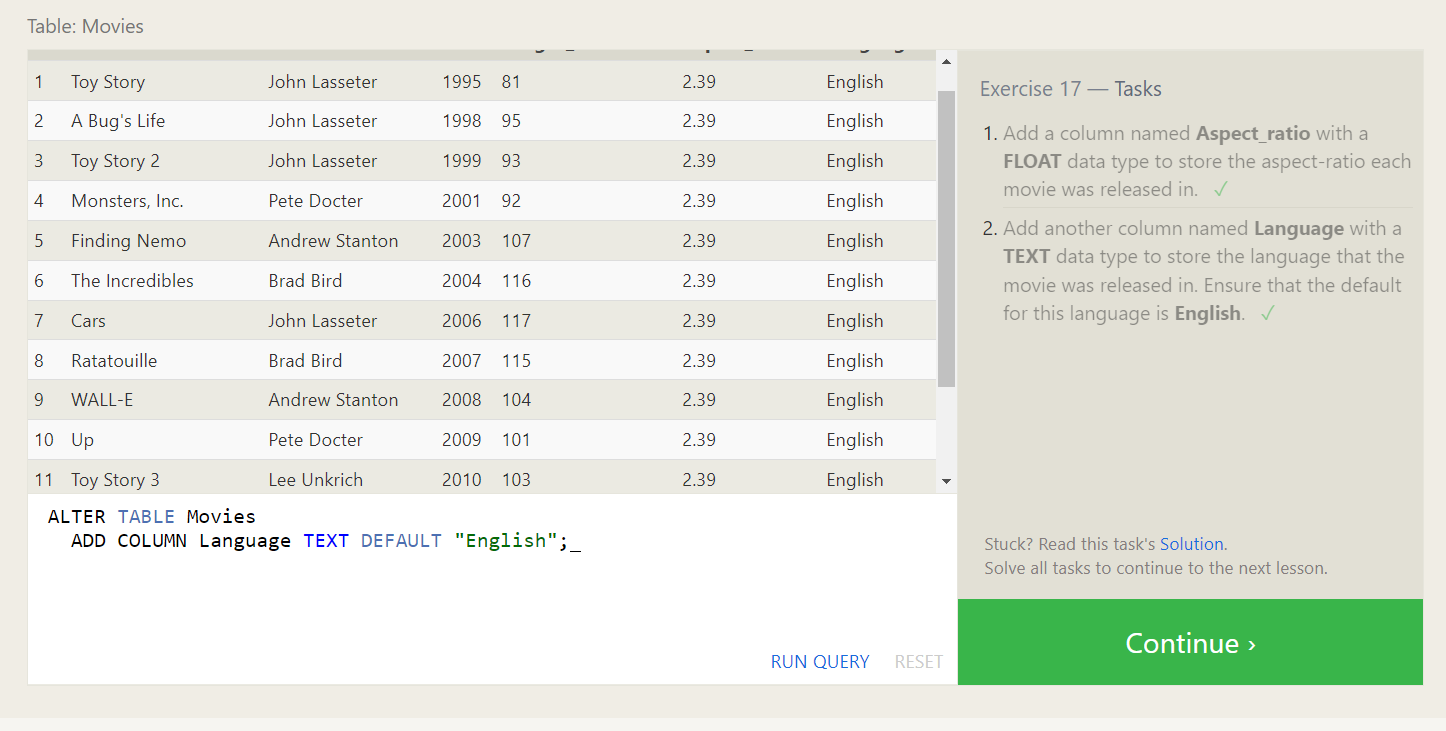 Table: Movies
1 Toy Story John Lasseter 1995 81 2.39 English
2 A Bug's Life John Lasseter 1998 95 2.39 English
3 Toy Story 2 John Lasseter 1999 93 2.39 English
4 Monsters, Inc. Pete Docter 2001 92 2.39 English
5 Finding Nemo Andrew Stanton 2003 107 2.39 English
6 The Incredibles Brad Bird 2004 116 2.39 English
7 Cars John Lasseter 2006 117 2.39 English
8 Ratatouille Brad Bird 2007 115 2.39 English
9 WALL-E Andrew Stanton 2008 104 2.39 English
10 Up Pete Docter 2009 101 2.39 English
11 Toy Story 3 Lee Unkrich 2010 103 2.39 English
ALTER TABLE Movies
ADD COLUMN Language TEXT DEFAULT "English";_
RUN QUERY RESET
Exercise 17 — Tasks
1. Add a column named Aspect_ratio with a
FLOAT data type to store the aspect-ratio each
movie was released in. ✓
2. Add another column named Language with a
TEXT data type to store the language that the
movie was released in. Ensure that the default
for this language is English. ✓
Stuck? Read this task's Solution.
Solve all tasks to continue to the next lesson.
Continue ›